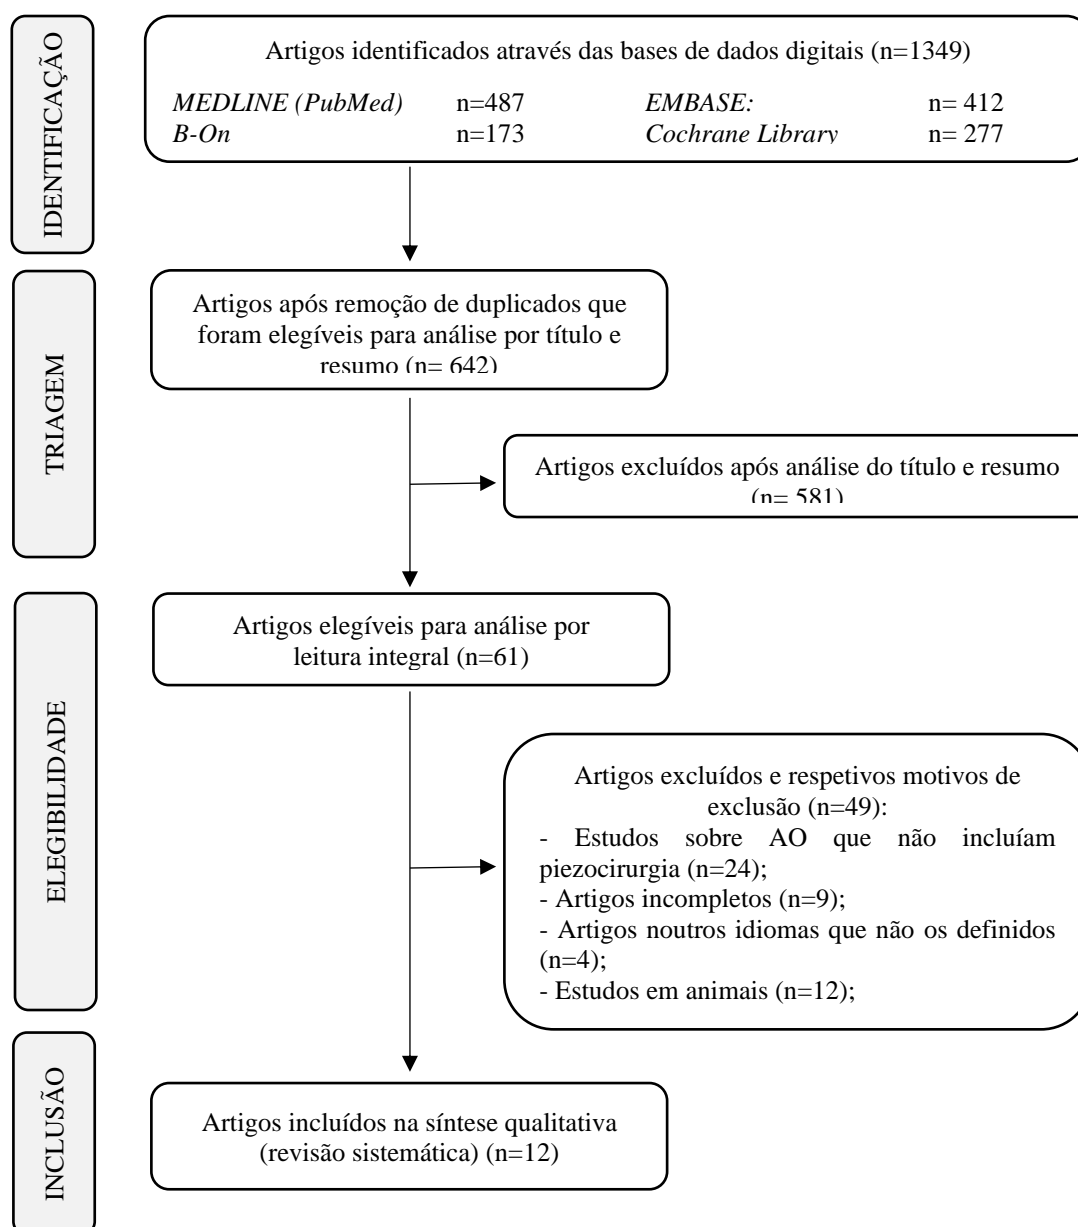 IDENTIFICAÇÃO
Artigos identificados através das bases de dados digitais (n=1349)
MEDLINE (PubMed) n=487 EMBASE: n= 412
B-On n=173 Cochrane Library n= 277
TRIAGEM
Artigos após remoção de duplicados que
foram elegíveis para análise por título e
resumo (n= 642)
Artigos excluídos após análise do título e resumo
(n= 581)
ELEGIBILIDADE
Artigos elegíveis para análise por
leitura integral (n=61)
Artigos excluídos e respetivos motivos de
exclusão (n=49):
- Estudos sobre AO que não incluíam
piezocirurgia (n=24);
- Artigos incompletos (n=9);
- Artigos noutros idiomas que não os definidos
(n=4);
- Estudos em animais (n=12);
INCLUSÃO
Artigos incluídos na síntese qualitativa
(revisão sistemática) (n=12)